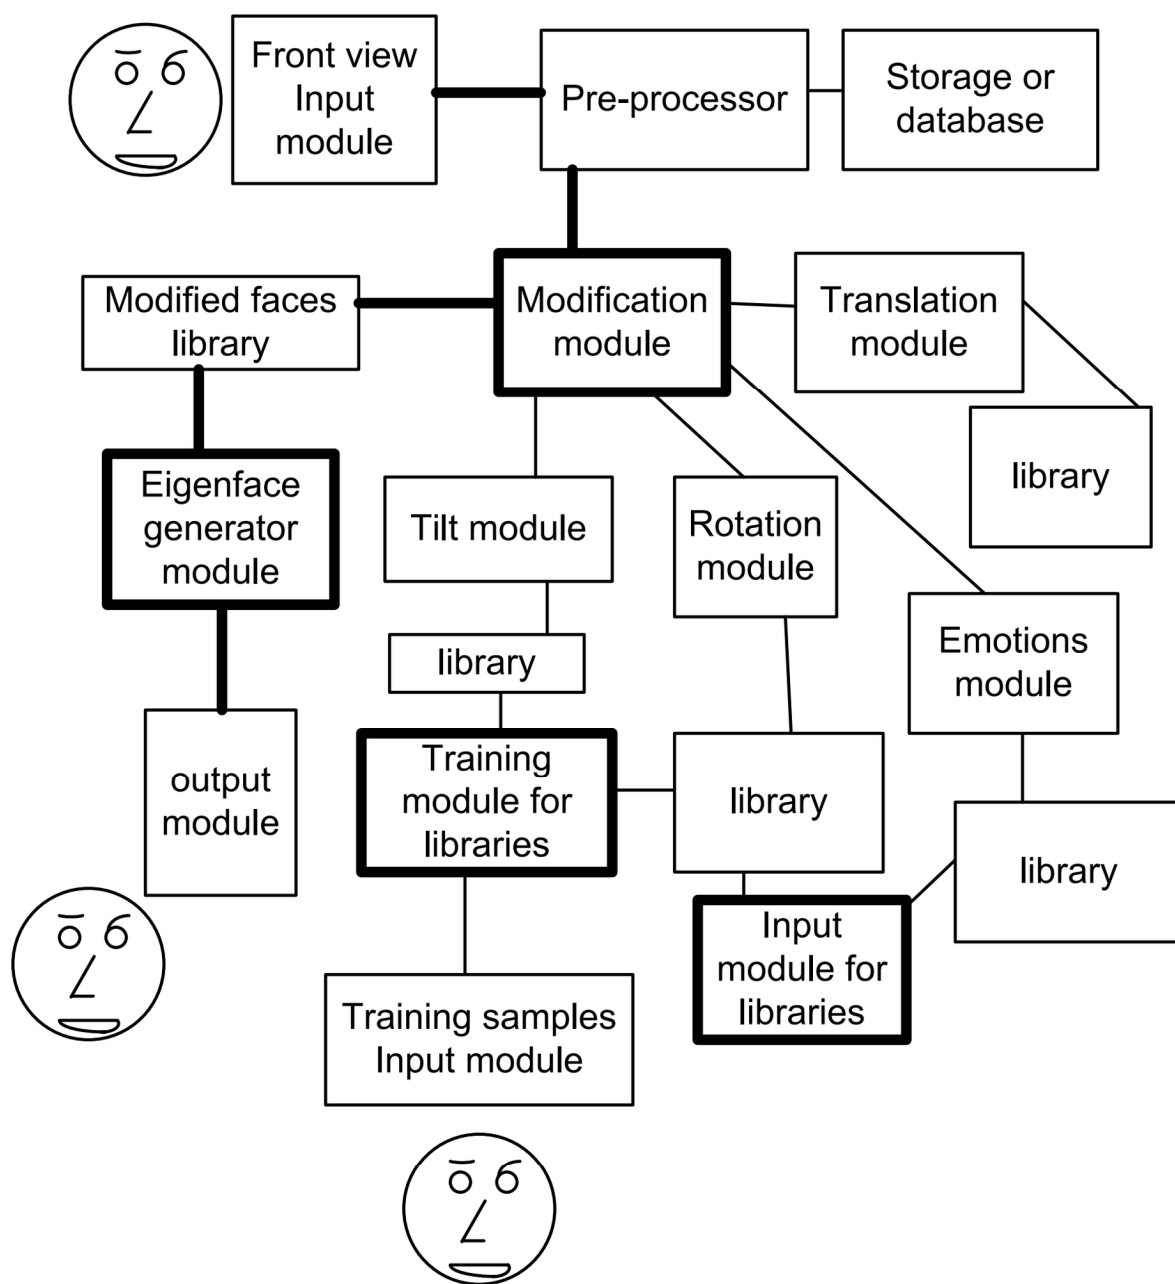 Front view
Input
module
Pre-processor
Storage or
database
Modified faces
library
Modification
module
Translation
module
library
Eigenface
generator
module
Tilt module
Rotation
module
Emotions
module
library
output
module
Training
module for
libraries
library
library
Input
module for
libraries
Training samples
Input module